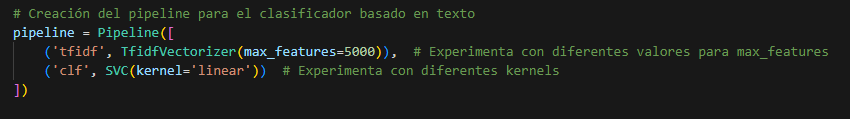 # Creación del pipeline para el clasificador basado en texto
pipeline = Pipeline([
    ('tfidf', TfidfVectorizer(max_features=5000)),  # Experimenta con diferentes valores para max_features
    ('clf', SVC(kernel='linear'))  # Experimenta con diferentes kernels
])